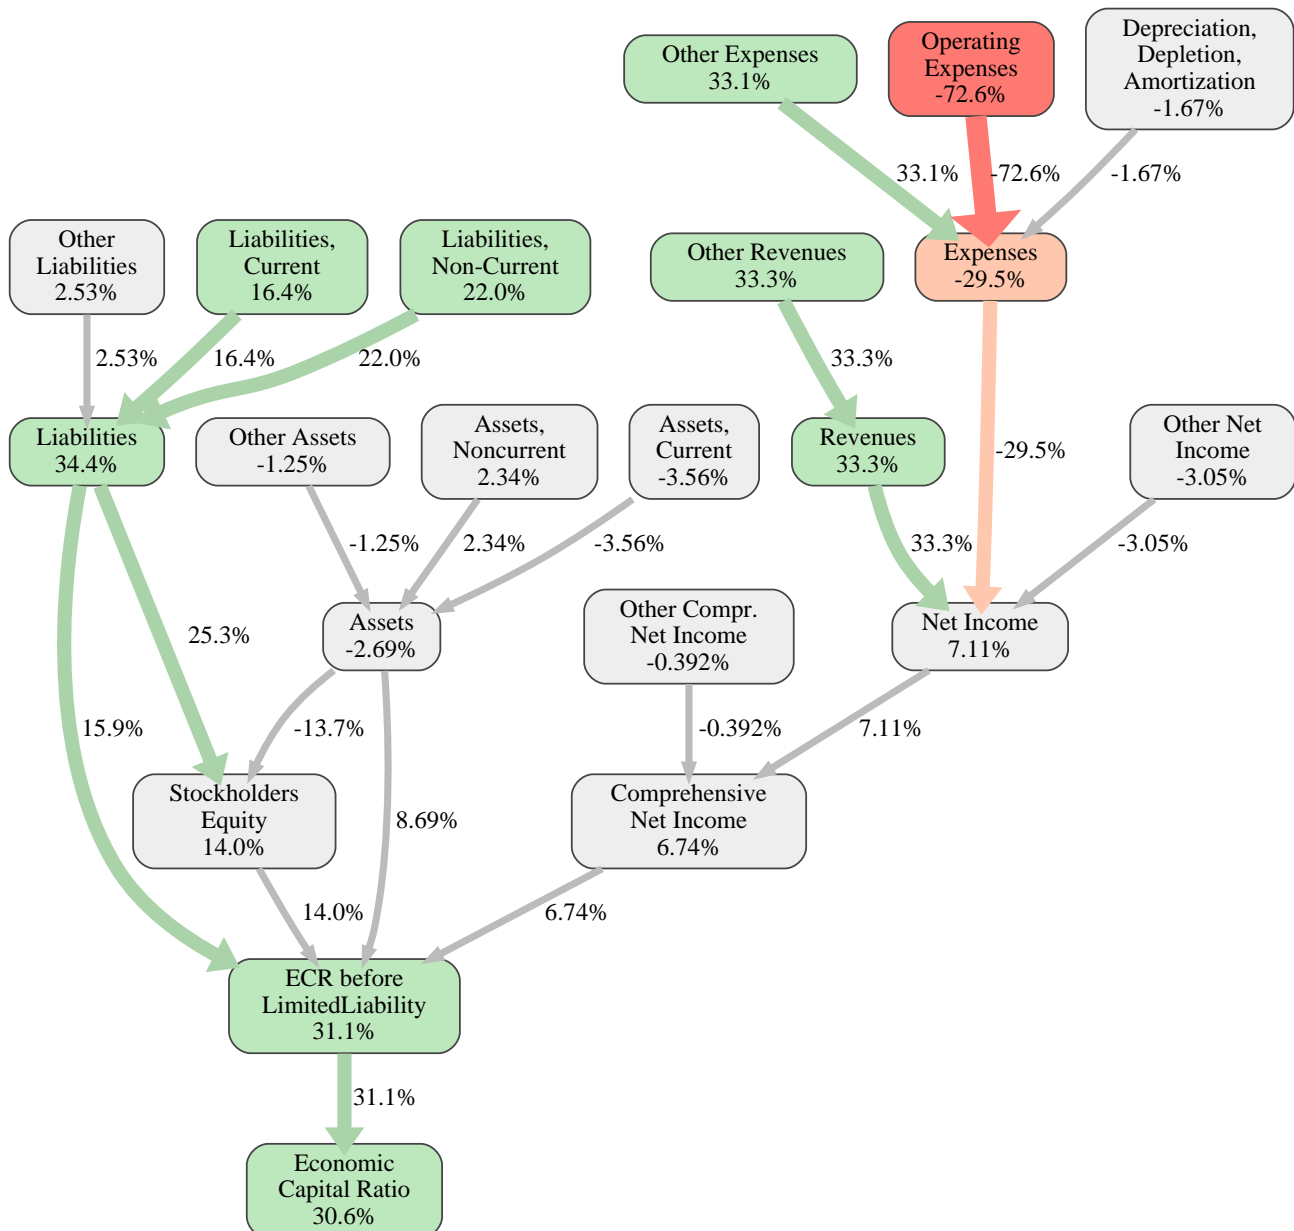 Other Expenses
33.1%
Operating
Expenses
-72.6%
Depreciation,
Depletion,
Amortization
-1.67%
33.1%
-72.6%
-1.67%
Other
Liabilities
2.53%
Liabilities,
Current
16.4%
Liabilities,
Non-Current
22.0%
Other Revenues
33.3%
Expenses
-29.5%
2.53%
16.4%
22.0%
33.3%
Liabilities
34.4%
Other Assets
-1.25%
Assets,
Noncurrent
2.34%
Assets,
Current
-3.56%
Revenues
33.3%
-29.5%
Other Net
Income
-3.05%
-1.25%
2.34%
-3.56%
33.3%
-3.05%
25.3%
Assets
-2.69%
Other Compr.
Net Income
-0.392%
Net Income
7.11%
15.9%
-13.7%
-0.392%
7.11%
Stockholders
Equity
14.0%
8.69%
Comprehensive
Net Income
6.74%
14.0%
6.74%
ECR before
LimitedLiability
31.1%
31.1%
Economic
Capital Ratio
30.6%